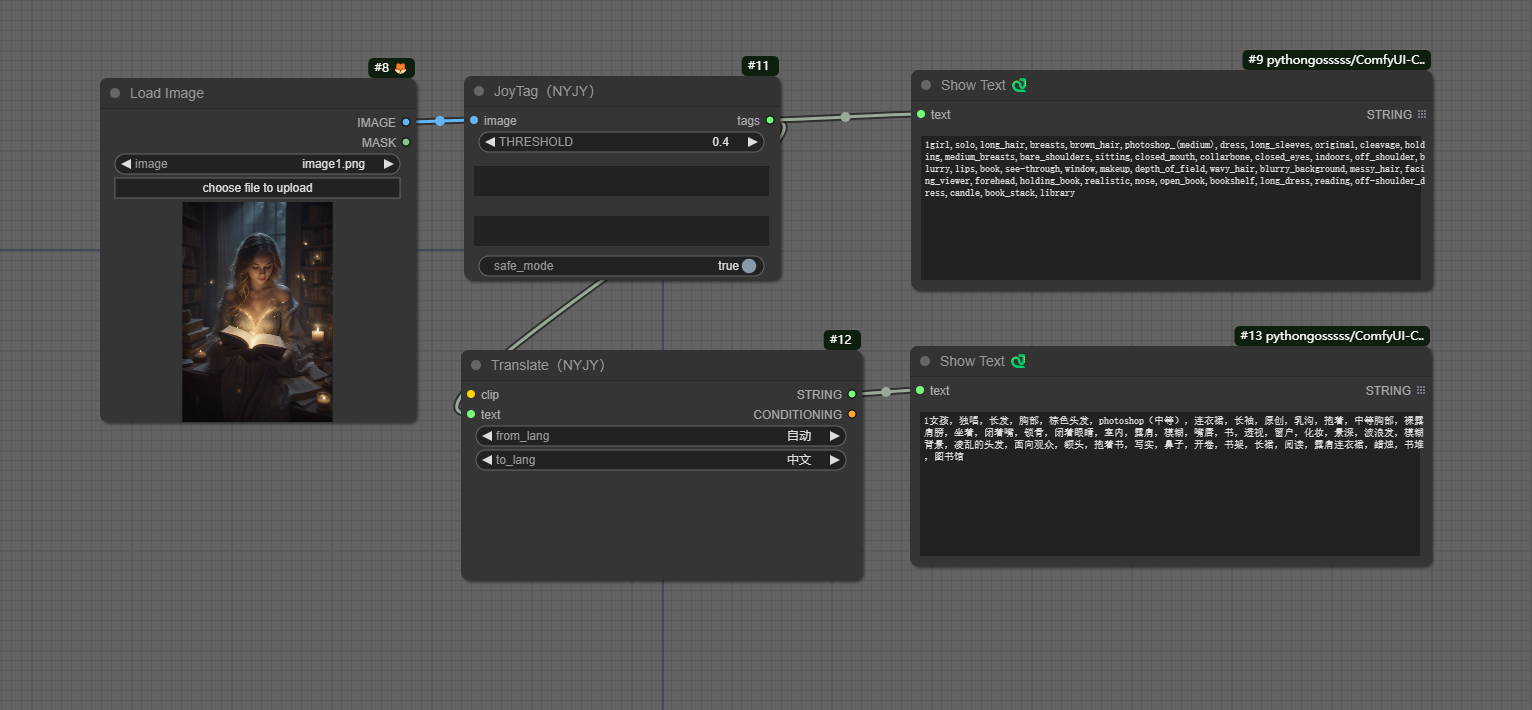 #8
Load Image
IMAGE
MASK
image image1.png
choose file to upload
#11
JoyTag（NYJY）
image tags
THRESHOLD 0.4
safe_mode true
#9 pythongosssss/ComfyUI-C..
Show Text
text STRING
1girl, solo, long_hair, breasts, brown_hair, photoshop_(medium), dress, long_sleeves, original, cleavage, hold
ing, medium_breasts, bare_shoulders, sitting, closed_mouth, collarbone, closed_eyes, indoors, off_shoulder, b
lurry, lips, book, see-through, window, makeup, depth_of_field, wavy_hair, blurry_background, messy_hair, faci
ng_viewer, forehead, holding_book, realistic, nose, open_book, bookshelf, long_dress, reading, off-shoulder_d
ress, candle, book_stack, library
#12
Translate（NYJY）
clip STRING
text CONDITIONING
from_lang 自动
to_lang 中文
#13 pythongosssss/ComfyUI-C..
Show Text
text STRING
1女孩，独唱，长发，胸部，棕色头发，photoshop（中等），连衣裙，长袖，原创，乳沟，抱着，中等胸部，裸露
肩膀，坐着，闭着嘴，锁骨，闭着眼睛，室内，露肩，模糊，嘴唇，书，透视，窗户，化妆，景深，波浪发，模糊
背景，凌乱的头发，面向观众，额头，抱着书，写实，鼻子，开卷，书架，长裙，阅读，露肩连衣裙，蜡烛，书堆
，图书馆